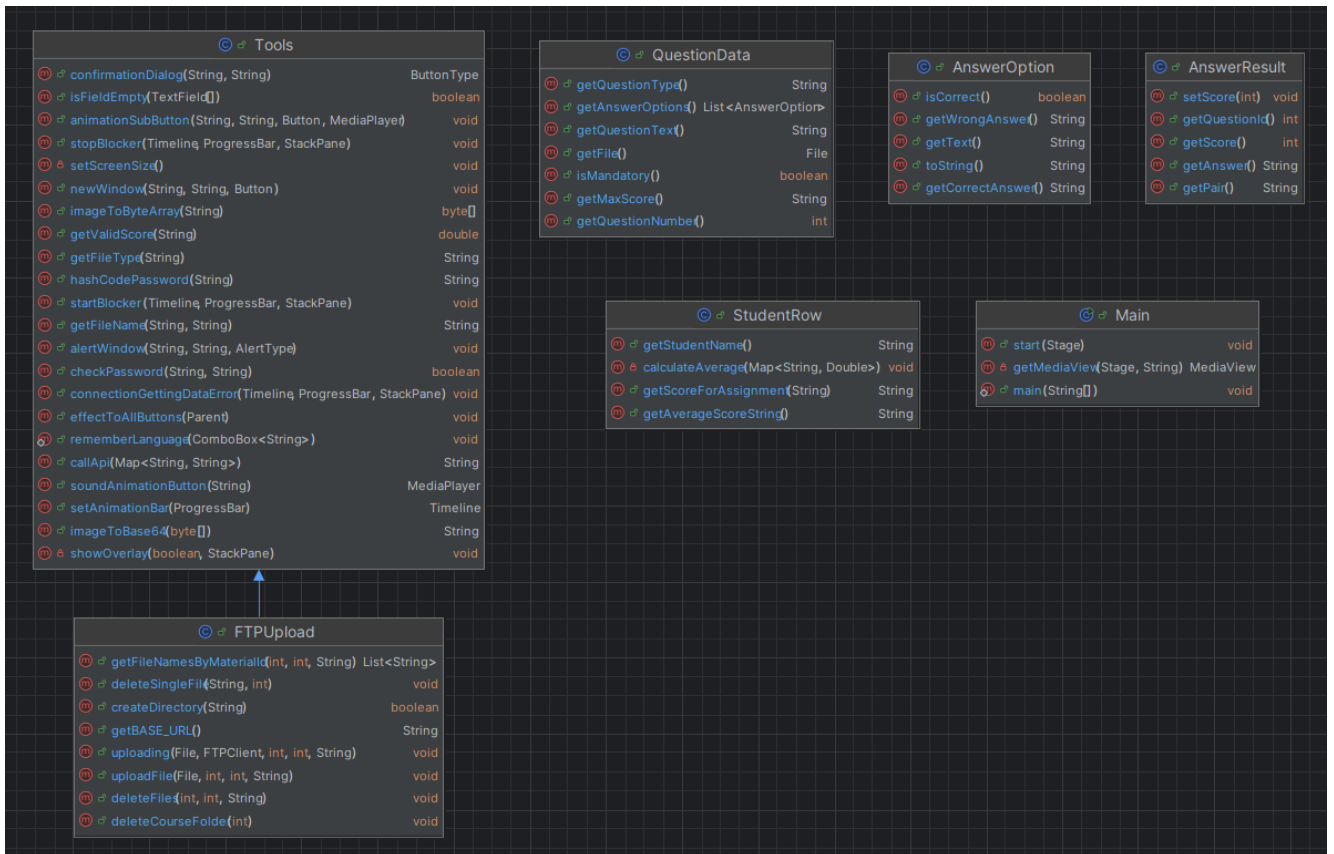 Tools
confirmationDialog(String, String) ButtonType
isFieldEmpty(TextField[]) boolean
animationSubButton(String, String, Button, MediaPlayer) void
stopBlocker(Timeline, ProgressBar, StackPane) void
setScreenSize() void
newWindow(String, String, Button) void
imageToByteArray(String) byte[]
getValidScore(String) double
getFileType(String) String
hashCodePassword(String) String
startBlocker(Timeline, ProgressBar, StackPane) void
getFileName(String, String) String
alertWindow(String, String, AlertType) void
checkPassword(String, String) boolean
connectionGettingDataError(Timeline, ProgressBar, StackPane) void
effectToAllButtons(Parent) void
rememberLanguage(ComboBox<String>) void
callApi(Map<String, String>) String
soundAnimationButton(String) MediaPlayer
setAnimationBar(ProgressBar) Timeline
imageToBase64(byte[]) String
showOverlay(boolean, StackPane) void
QuestionData
getQuestionType() String
getAnswerOptions() List<AnswerOption>
getQuestionText() String
getFile() File
isMandatory() boolean
getMaxScore() String
getQuestionNumber() int
AnswerOption
isCorrect() boolean
getWrongAnswer() String
getText() String
toString() String
getCorrectAnswer() String
AnswerResult
setScore(int) void
getQuestionId() int
getScore() int
getAnswer() String
getPair() String
StudentRow
getStudentName() String
calculateAverage(Map<String, Double>) void
getScoreForAssignment(String) String
getAverageScoreString() String
Main
start(Stage) void
getMediaView(Stage, String) MediaView
main(String[]) void
FTPUpload
getFileNamesByMaterialId(int, int, String) List<String>
deleteSingleFile(String, int) void
createDirectory(String) boolean
getBASE_URL() String
uploading(File, FTPClient, int, int, String) void
uploadFile(File, int, int, String) void
deleteFiles(int, int, String) void
deleteCourseFolde(int) void